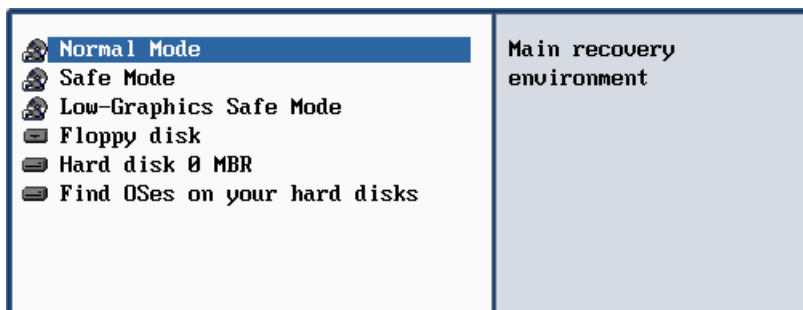 Normal Mode
Safe Mode
Low-Graphics Safe Mode
Floppy disk
Hard disk 0 MBR
Find OSes on your hard disks
Main recovery
environment